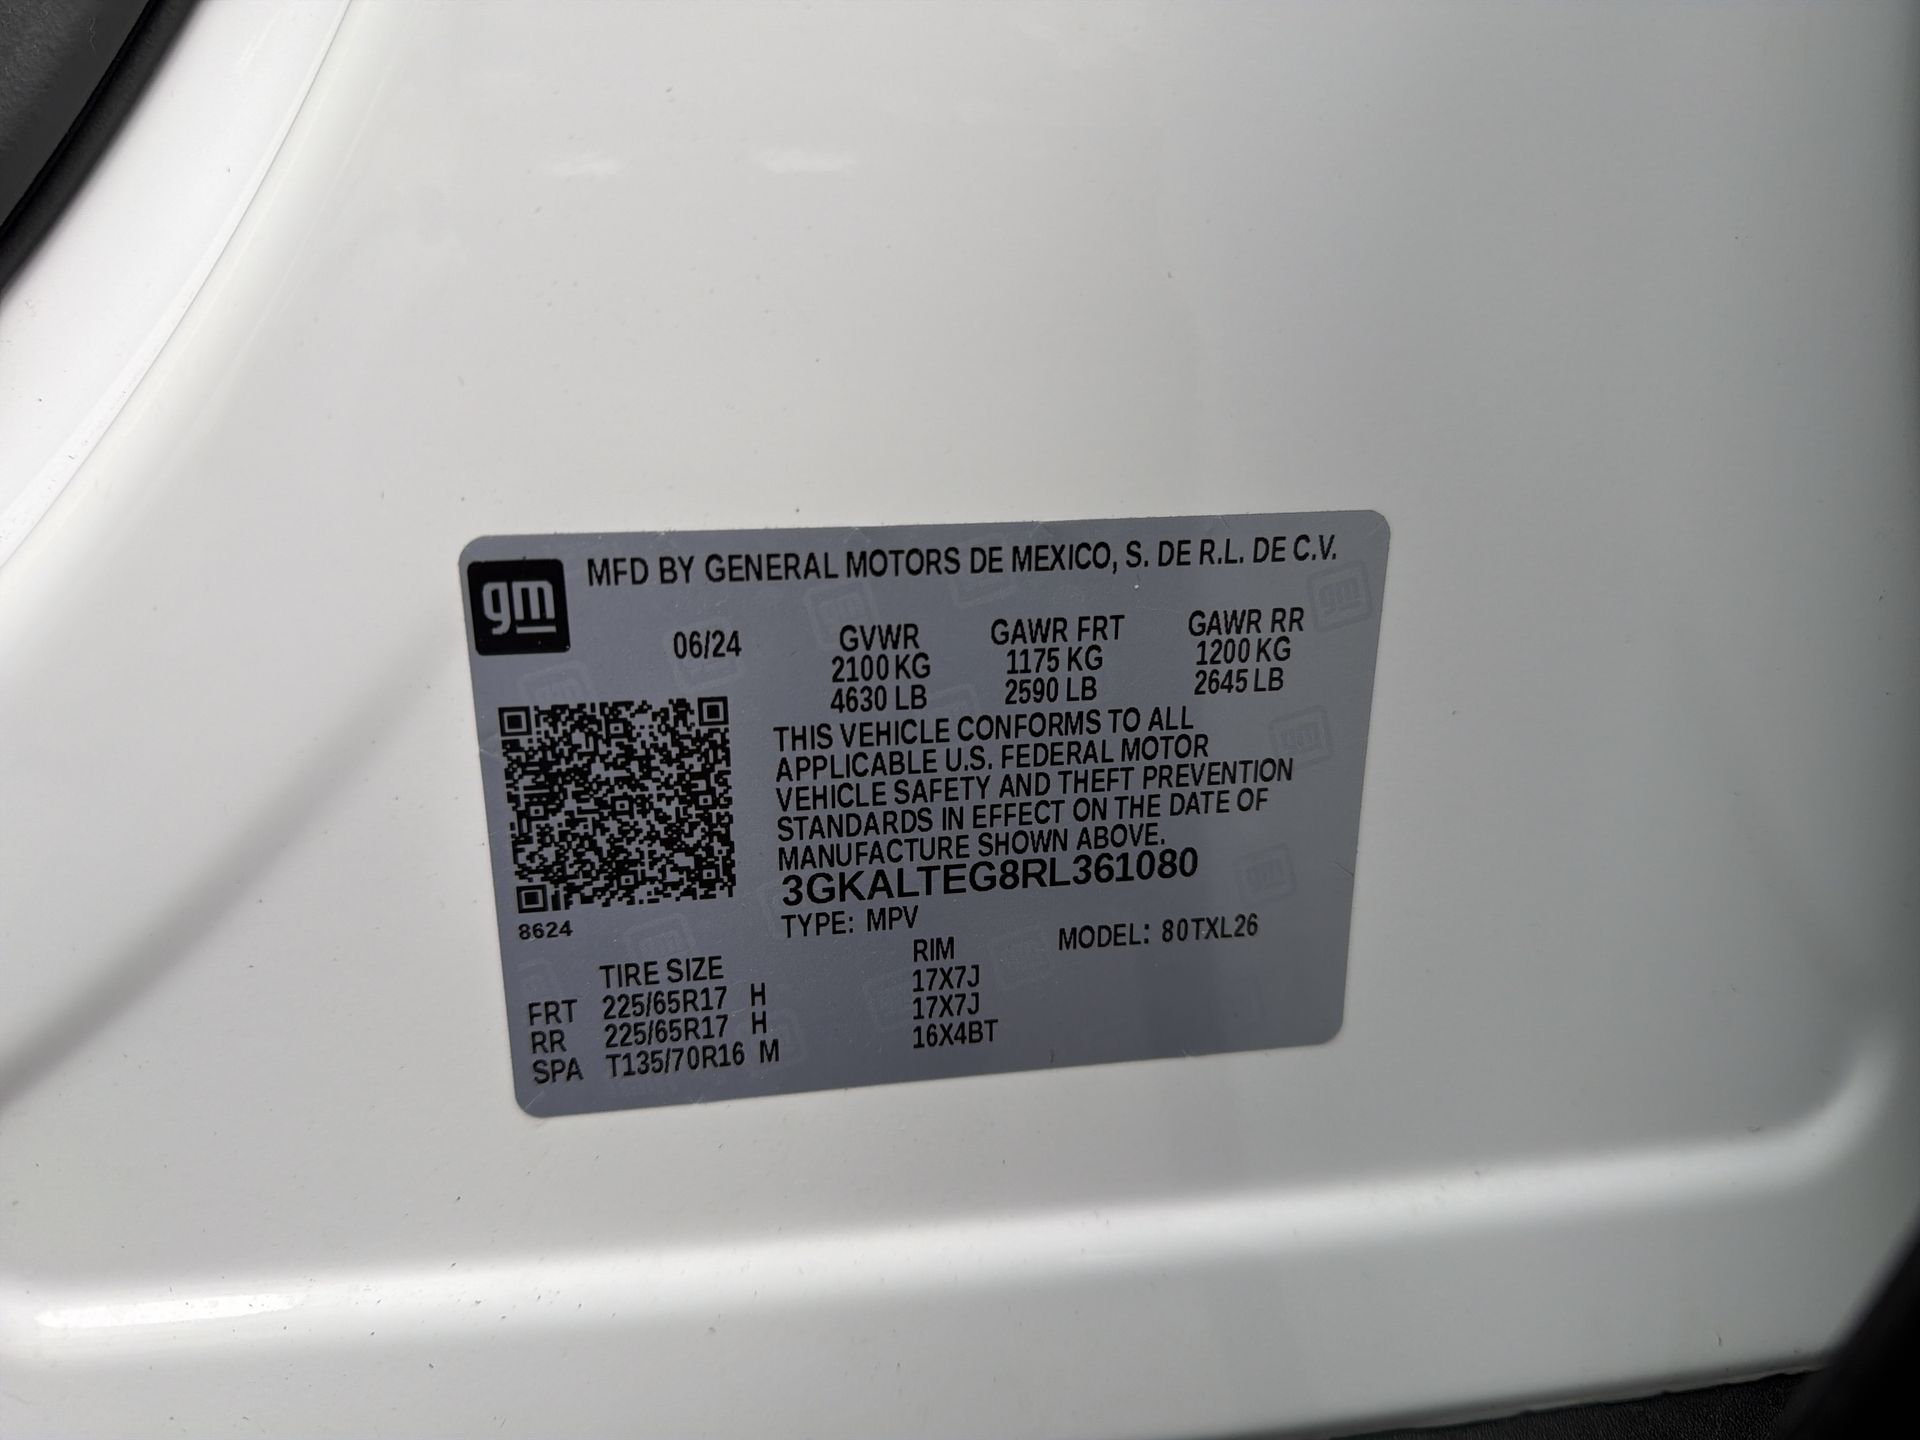 gm
MFD BY GENERAL MOTORS DE MEXICO, S. DE R.L. DE C.V.
06/24 GVWR GAWR FRT GAWR RR
2100 KG 1175 KG 1200 KG
4630 LB 2590 LB 2645 LB
THIS VEHICLE CONFORMS TO ALL
APPLICABLE U.S. FEDERAL MOTOR
VEHICLE SAFETY AND THEFT PREVENTION
STANDARDS IN EFFECT ON THE DATE OF
MANUFACTURE SHOWN ABOVE.
3GKALTEG8RL361080
8624
TYPE: MPV MODEL: 80TXL26
TIRE SIZE RIM
FRT 225/65R17 H 17X7J
RR 225/65R17 H 17X7J
SPA T135/70R16 M 16X4BT